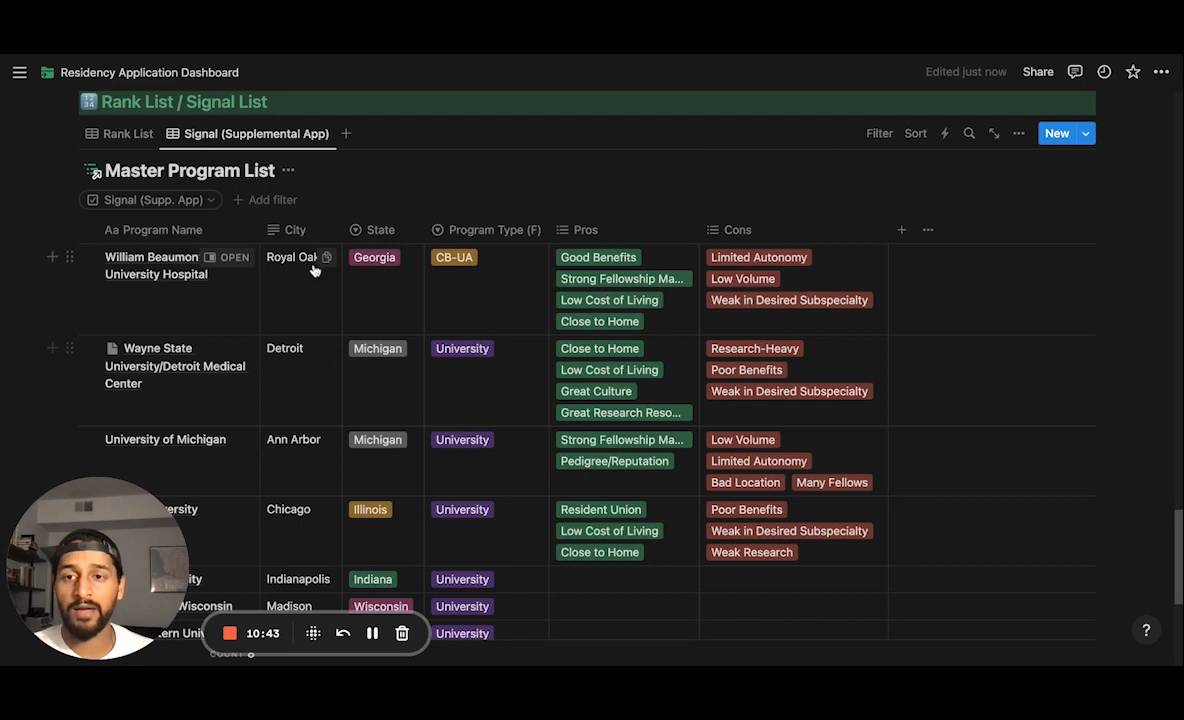 Residency Application Dashboard
Edited just now
Share
Rank List / Signal List
Rank List
Signal (Supplemental App)
Filter
Sort
New
Master Program List
Signal (Supp. App)
Add filter
Aa Program Name
City
State
Program Type (F)
Pros
Cons
William Beaumon
OPEN
University Hospital
Royal Oak
Georgia
CB-UA
Good Benefits
Strong Fellowship Ma...
Low Cost of Living
Close to Home
Limited Autonomy
Low Volume
Weak in Desired Subspecialty
Wayne State
University/Detroit Medical
Center
Detroit
Michigan
University
Close to Home
Low Cost of Living
Great Culture
Great Research Reso...
Research-Heavy
Poor Benefits
Weak in Desired Subspecialty
University of Michigan
Ann Arbor
Michigan
University
Strong Fellowship Ma...
Pedigree/Reputation
Low Volume
Limited Autonomy
Bad Location
Many Fellows
Chicago
Illinois
University
Resident Union
Low Cost of Living
Close to Home
Poor Benefits
Weak in Desired Subspecialty
Weak Research
Indianapolis
Indiana
University
Wisconsin
Madison
Wisconsin
University
University
10:43
?